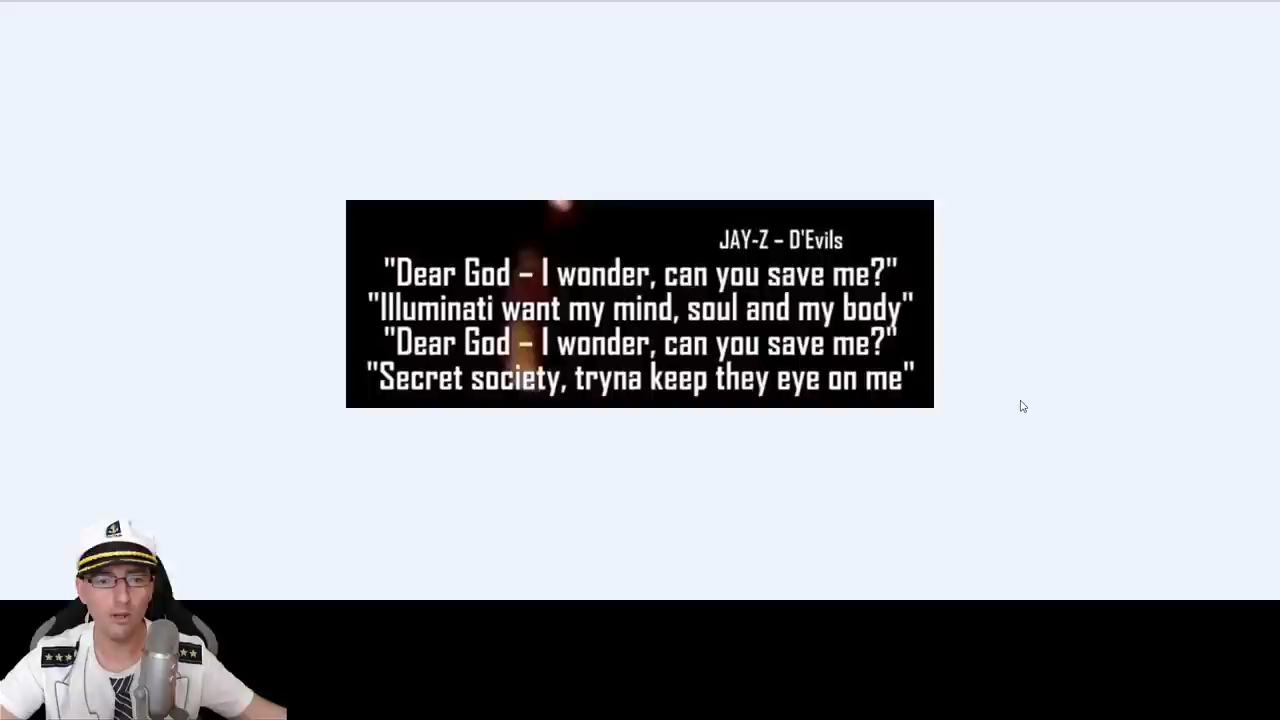 JAY-Z – D'Evils
"Dear God – I wonder, can you save me?"
"Illuminati want my mind, soul and my body"
"Dear God – I wonder, can you save me?"
"Secret society, tryna keep they eye on me"